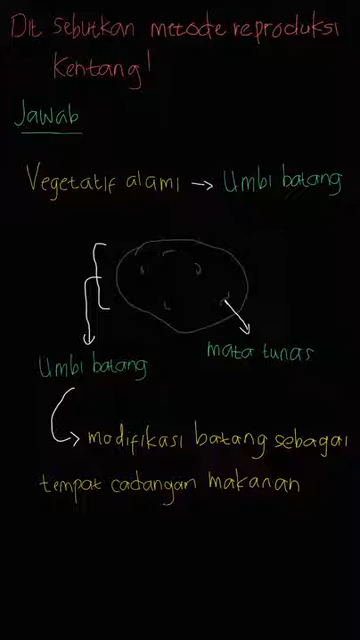 Dit sebutkan metode reproduksi
kentang!
Jawab
Vegetatif alami → Umbi batang
Umbi batang
mata tunas
modifikasi batang sebagai
tempat cadangan makanan